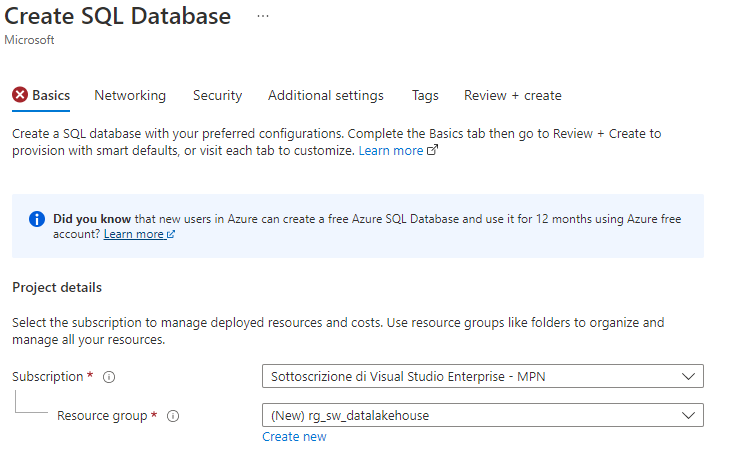 Create SQL Database ...
Microsoft
Basics Networking Security Additional settings Tags Review + create
Create a SQL database with your preferred configurations. Complete the Basics tab then go to Review + Create to
provision with smart defaults, or visit each tab to customize. Learn more
Did you know that new users in Azure can create a free Azure SQL Database and use it for 12 months using Azure free
account? Learn more
Project details
Select the subscription to manage deployed resources and costs. Use resource groups like folders to organize and
manage all your resources.
Subscription * Sottoscrizione di Visual Studio Enterprise - MPN
Resource group * (New) rg_sw_datalakehouse
Create new